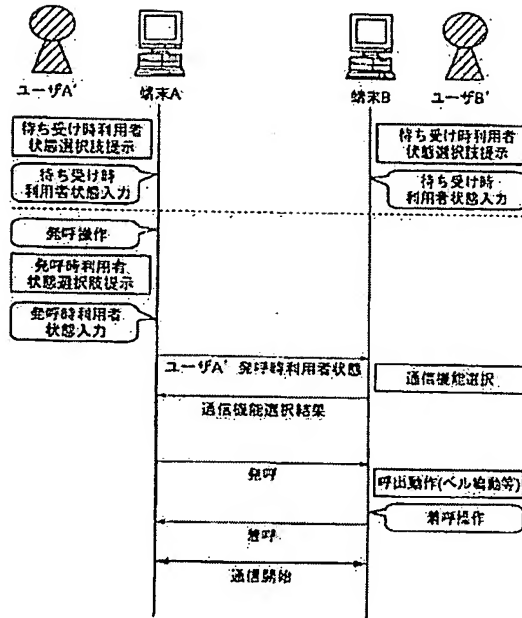 ユーザA'
端末A
端末B
ユーザB'
待ち受け時利用者
状態選択肢提示
待ち受け時利用者
状態選択肢提示
待ち受け時
利用者状態入力
待ち受け時
利用者状態入力
発呼操作
発呼時利用者
状態選択肢提示
発呼時利用者
状態入力
ユーザA' 発呼時利用者状態
通信機能選択
通信機能選択結果
発呼
呼出動作(ベル鳴動等)
着呼操作
着呼
通信開始